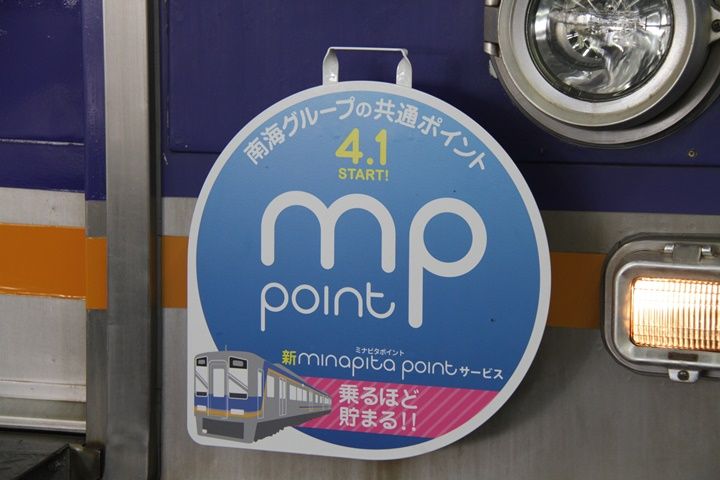 南海グループの共通ポイント
4.1
START!
mp
point
ミナピタポイント
新minapita pointサービス
乗るほど
貯まる!!